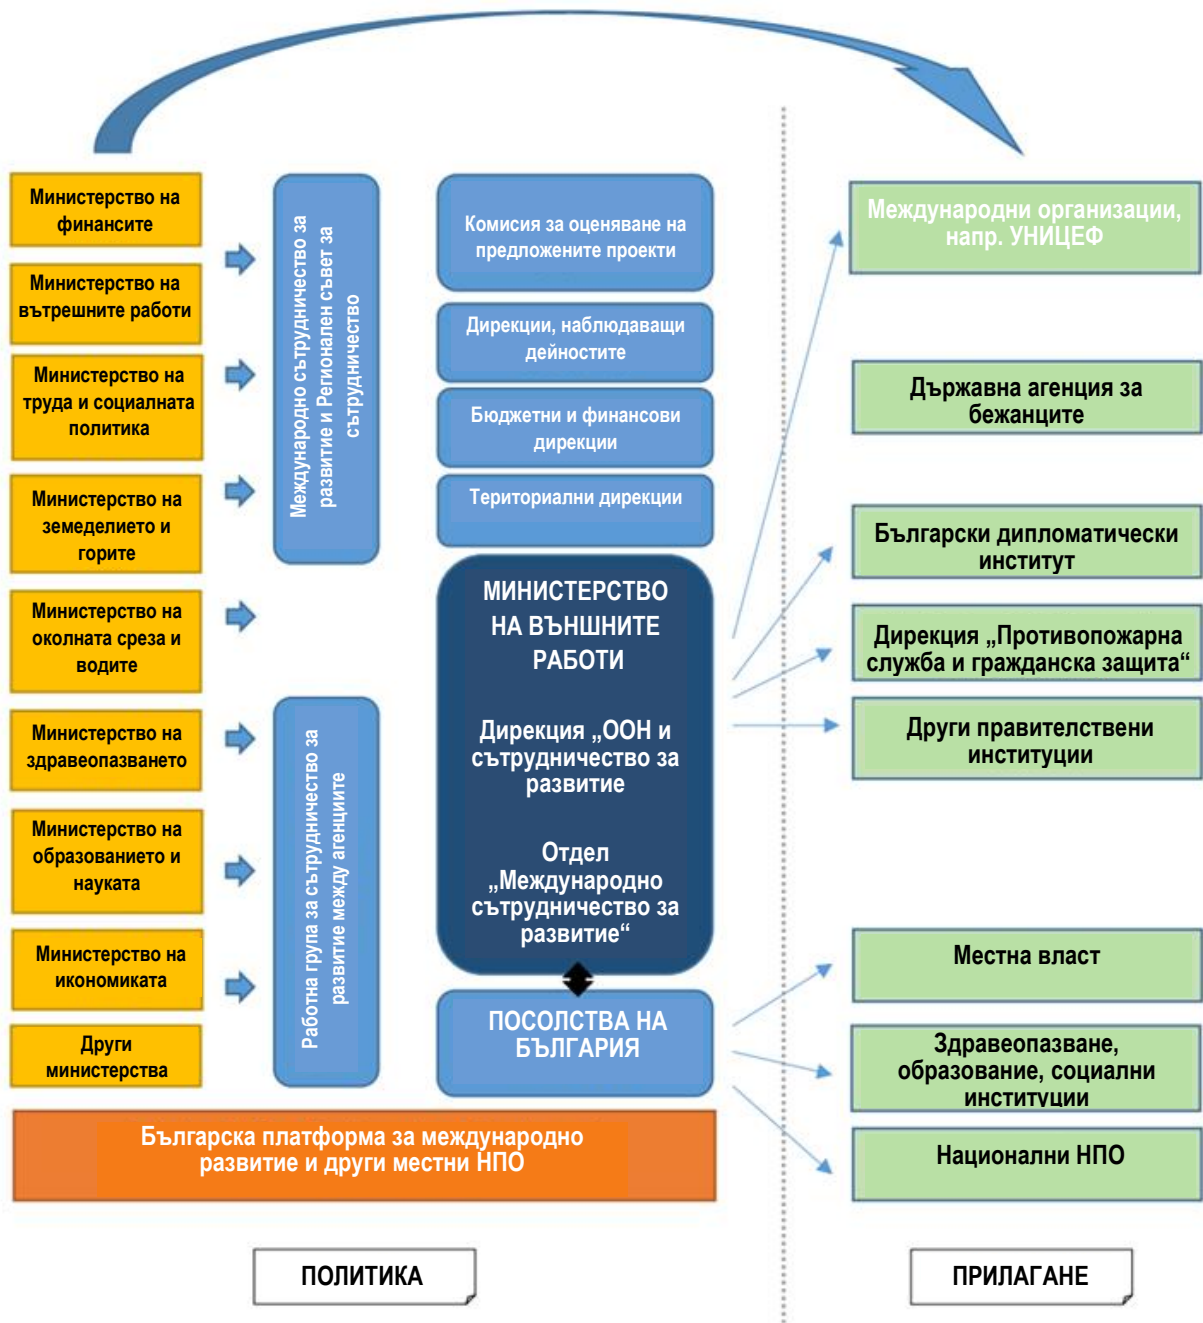 Министерство на
финансите
Министерство на
вътрешните работи
Министерство на
труда и социалната
политика
Министерство на
земеделието и
горите
Министерство на
околната среза и
водите
Министерство на
здравеопазването
Министерство на
образованието и
науката
Министерство на
икономиката
Други
министерства
Международно сътрудничество за
развитие и Регионален съвет за
сътрудничество
Работна група за сътрудничество за
развитие между агенциите
Комисия за оценяване на
предложените проекти
Дирекции, наблюдаващи
дейностите
Бюджетни и финансови
дирекции
Териториални дирекции
МИНИСТЕРСТВО
НА ВЪНШНИТЕ
РАБОТИ
Дирекция „ООН и
сътрудничество за
развитие
Отдел
„Международно
сътрудничество за
развитие“
ПОСОЛСТВА НА
БЪЛГАРИЯ
Българска платформа за международно
развитие и други местни НПО
Международни организации,
напр. УНИЦЕФ
Държавна агенция за
бежанците
Български дипломатически
институт
Дирекция „Противопожарна
служба и гражданска защита“
Други правителствени
институции
Местна власт
Здравеопазване,
образование, социални
институции
Национални НПО
ПОЛИТИКА
ПРИЛАГАНЕ